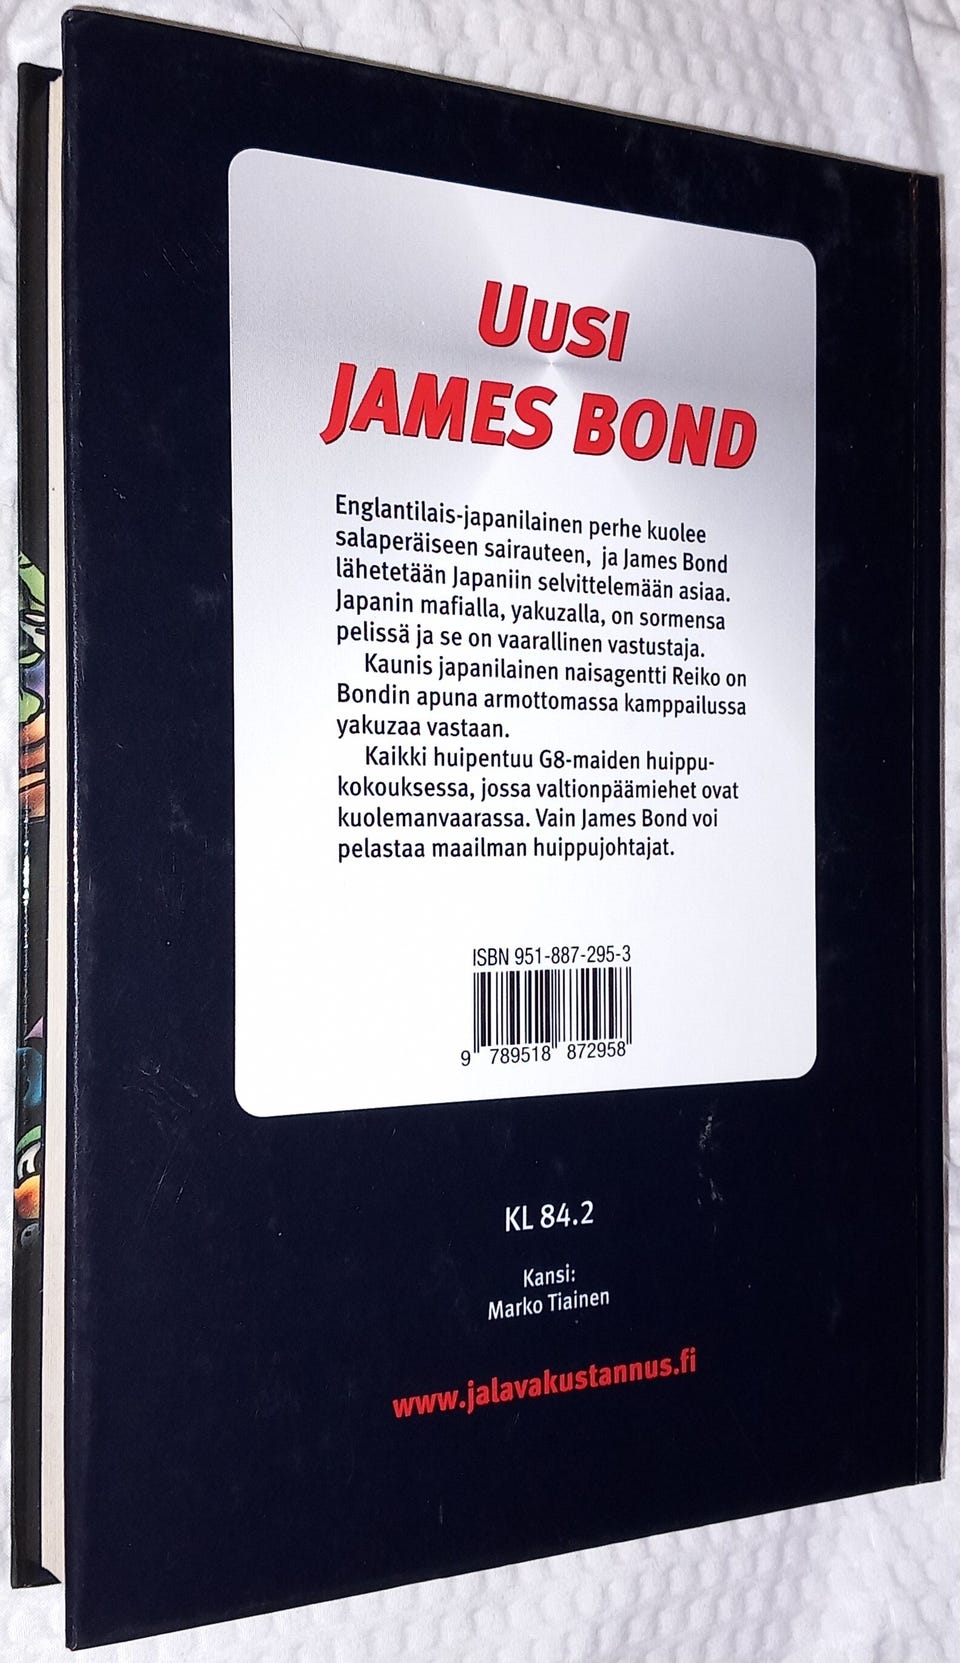 UUSI
JAMES BOND
Englantilais-japanilainen perhe kuolee
salaperäiseen sairauteen, ja James Bond
lähetetään Japaniin selvittelemään asiaa.
Japanin mafialla, yakuzalla, on sormensa
pelissä ja se on vaarallinen vastustaja.
Kaunis japanilainen naisagentti Reiko on
Bondin apuna armottomassa kamppailussa
yakuzaa vastaan.
Kaikki huipentuu G8-maiden huippu-
kokouksessa, jossa valtionpäämiehet ovat
kuolemanvaarassa. Vain James Bond voi
pelastaa maailman huippujohtajat.
ISBN 951-887-295-3
9 789518 872958
KL 84.2
Kansi:
Marko Tiainen
www.jalavakustannus.fi